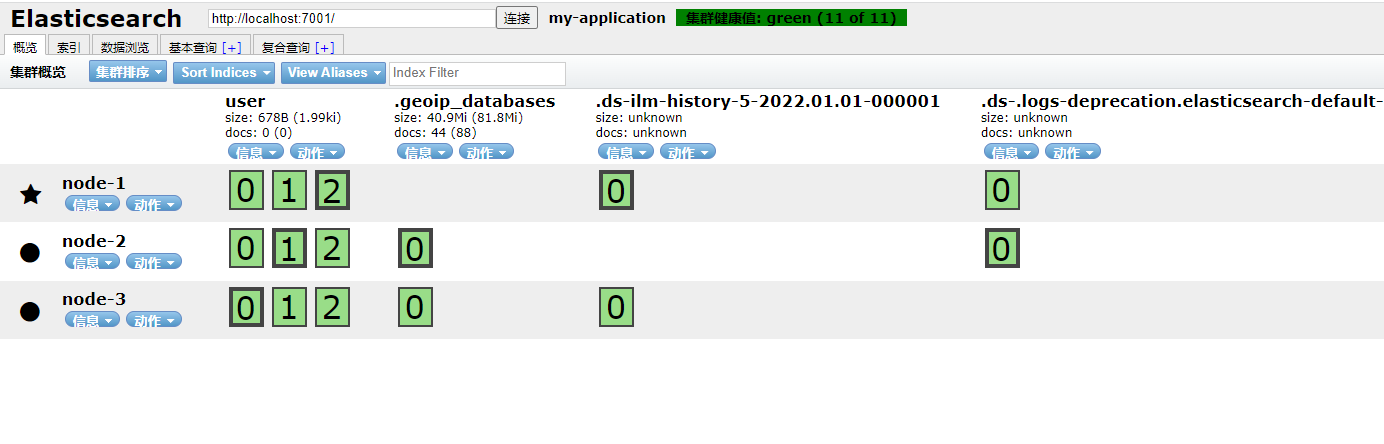 Elasticsearch http://localhost:7001/ 连接 my-application 集群健康值: green (11 of 11)
概览 索引 数据浏览 基本查询 [+] 复合查询 [+]
集群概览 集群排序 Sort Indices View Aliases Index Filter
user .geoip_databases .ds-ilm-history-5-2022.01.01-000001 .ds-.logs-deprecation.elasticsearch-default-
size: 678B (1.99ki) size: 40.9Mi (81.8Mi) size: unknown size: unknown
docs: 0 (0) docs: 44 (88) docs: unknown docs: unknown
信息 动作 信息 动作 信息 动作 信息 动作
node-1 0 1 2 0 0
信息 动作
node-2 0 1 2 0 0
信息 动作
node-3 0 1 2 0 0
信息 动作